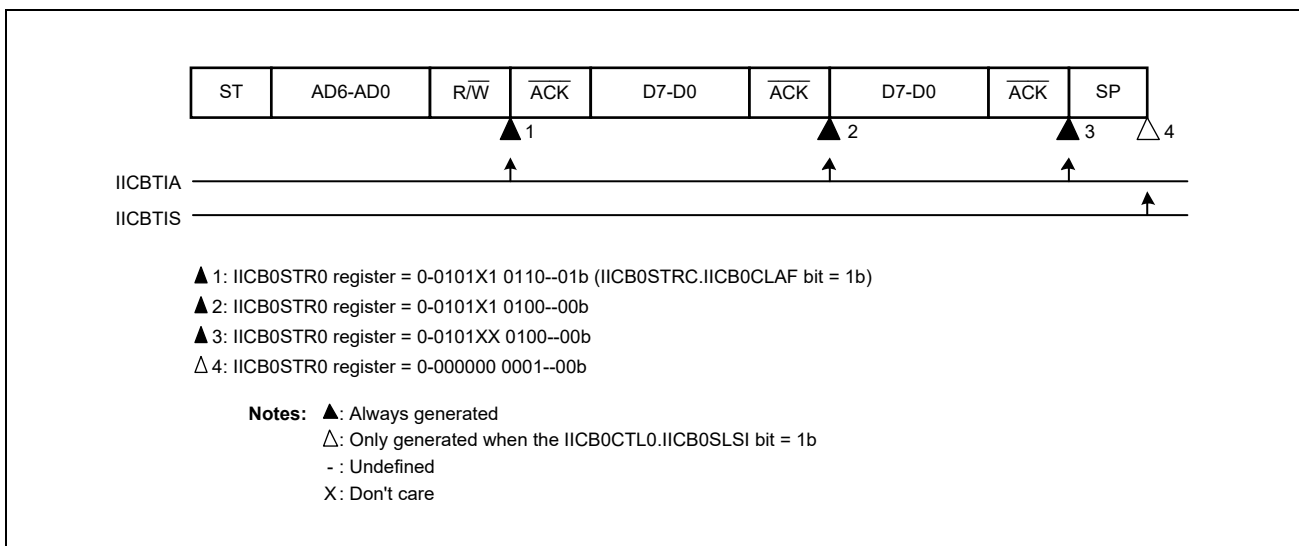 ST AD6-AD0 R/W̅ A̅C̅K̅ D7-D0 A̅C̅K̅ D7-D0 A̅C̅K̅ SP
▲ 1 ▲ 2 ▲ 3 △ 4
IICBTIA
IICBTIS
▲ 1: IICB0STR0 register = 0-0101X1 0110--01b (IICB0STRC.IICB0CLAF bit = 1b)
▲ 2: IICB0STR0 register = 0-0101X1 0100--00b
▲ 3: IICB0STR0 register = 0-0101XX 0100--00b
△ 4: IICB0STR0 register = 0-000000 0001--00b
Notes: ▲: Always generated
△: Only generated when the IICB0CTL0.IICB0SLSI bit = 1b
- : Undefined
X: Don't care